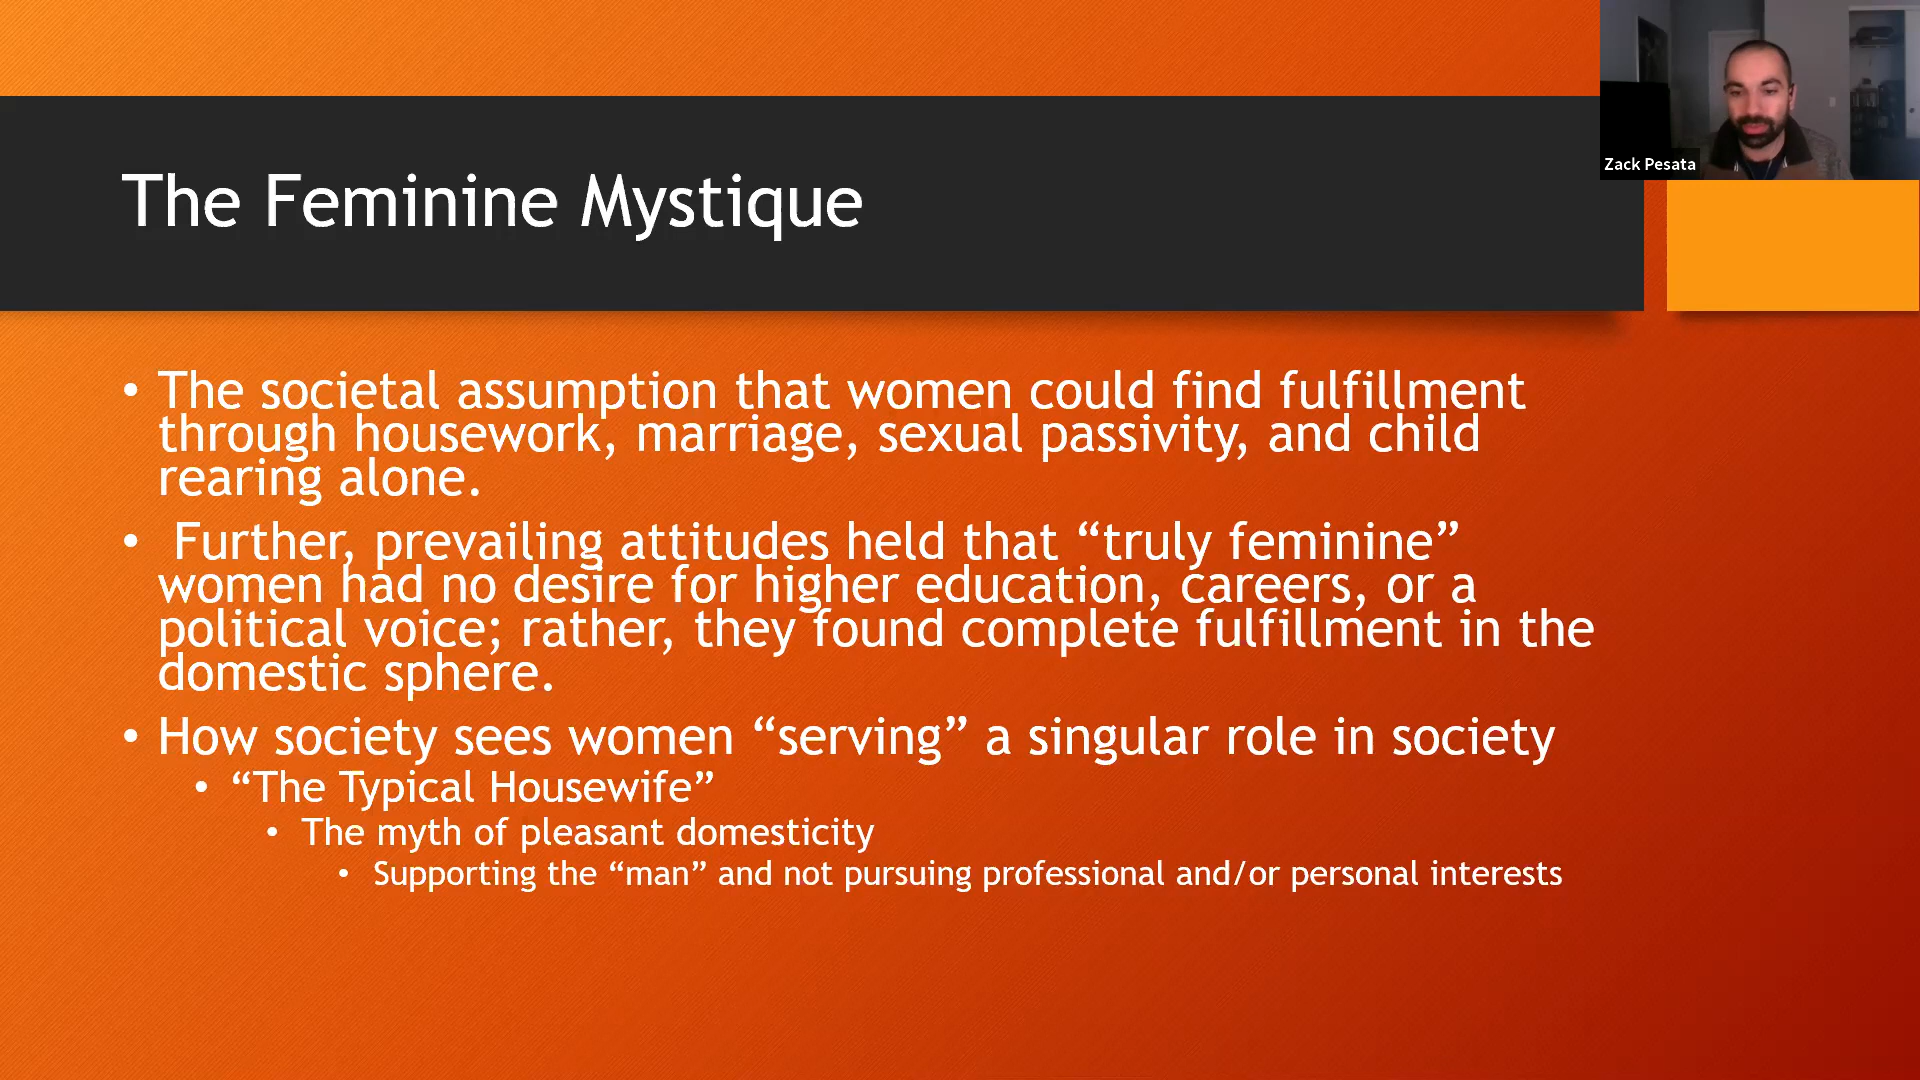 Zack Pesata
The Feminine Mystique
• The societal assumption that women could find fulfillment
through housework, marriage, sexual passivity, and child
rearing alone.
• Further, prevailing attitudes held that “truly feminine”
women had no desire for higher education, careers, or a
political voice; rather, they found complete fulfillment in the
domestic sphere.
• How society sees women “serving” a singular role in society
• “The Typical Housewife”
• The myth of pleasant domesticity
• Supporting the “man” and not pursuing professional and/or personal interests